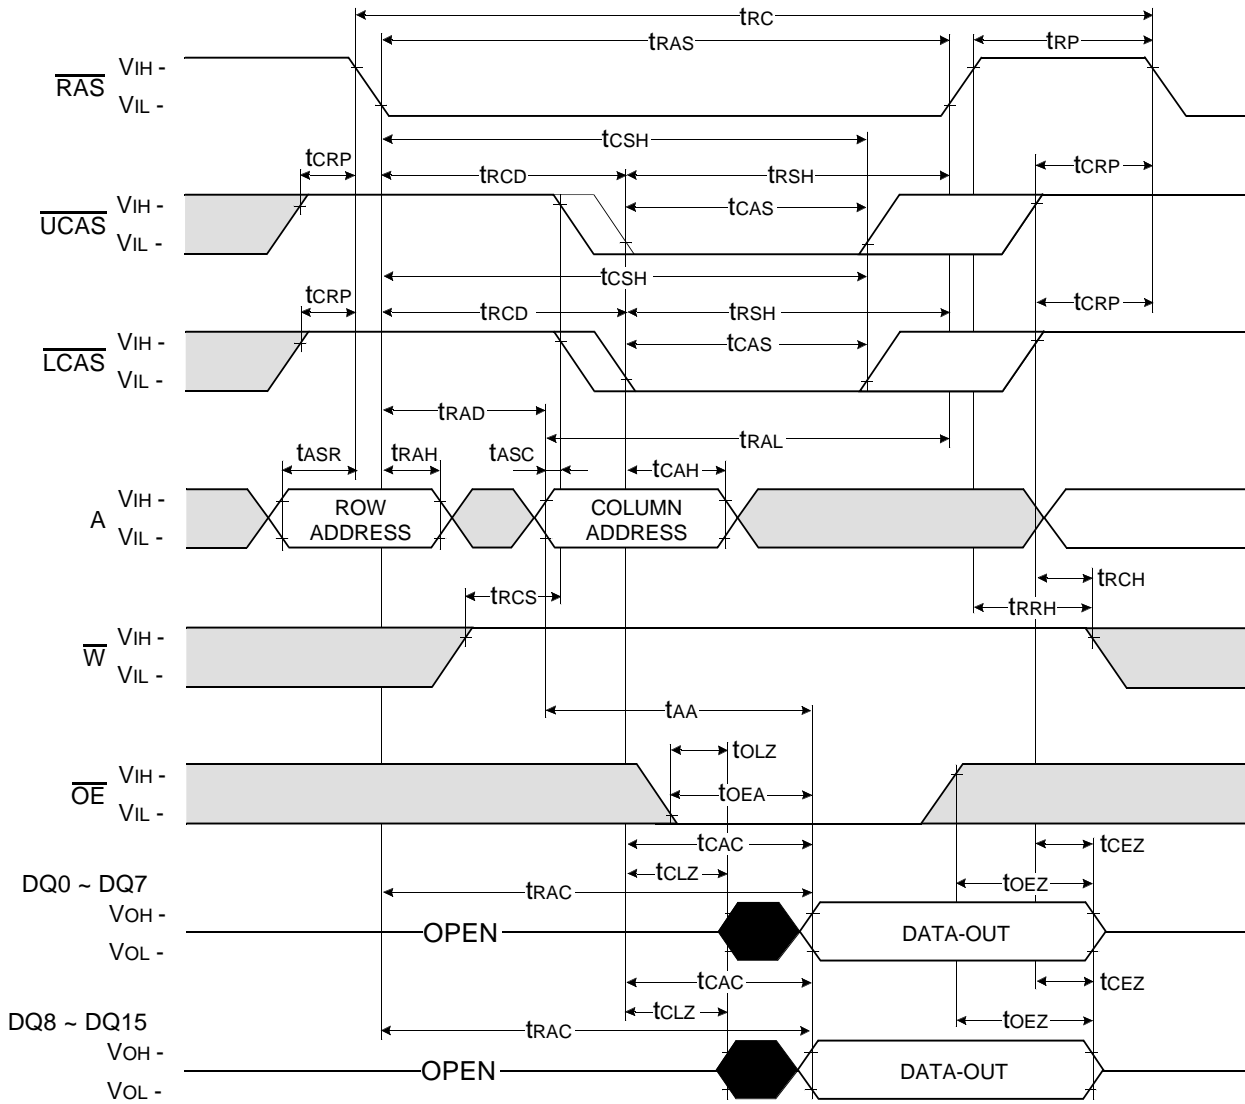 tRC
tRAS
tRP
RAS
VIH -
VIL -
tCSH
tCRP
tRCD
tRSH
tCRP
UCAS
VIH -
VIL -
tCAS
tCSH
tCRP
tRCD
tRSH
tCRP
LCAS
VIH -
VIL -
tCAS
tRAD
tRAL
tASR
tRAH
tASC
tCAH
A
VIH -
VIL -
ROW
ADDRESS
COLUMN
ADDRESS
tRCS
tRCH
tRRH
W
VIH -
VIL -
tAA
tOLZ
OE
VIH -
VIL -
tOEA
tCAC
tCEZ
tCLZ
tOEZ
DQ0 ~ DQ7
tRAC
VOH -
VOL -
OPEN
DATA-OUT
tCAC
tCEZ
tCLZ
tOEZ
DQ8 ~ DQ15
tRAC
VOH -
VOL -
OPEN
DATA-OUT